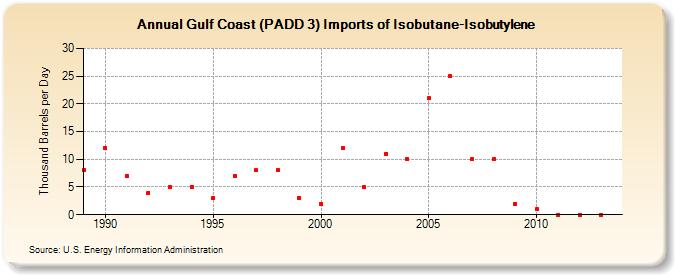 Annual Gulf Coast (PADD 3) Imports of Isobutane-Isobutylene
Thousand Barrels per Day
30
25
20
15
10
5
0
1990 1995 2000 2005 2010
Source: U.S. Energy Information Administration